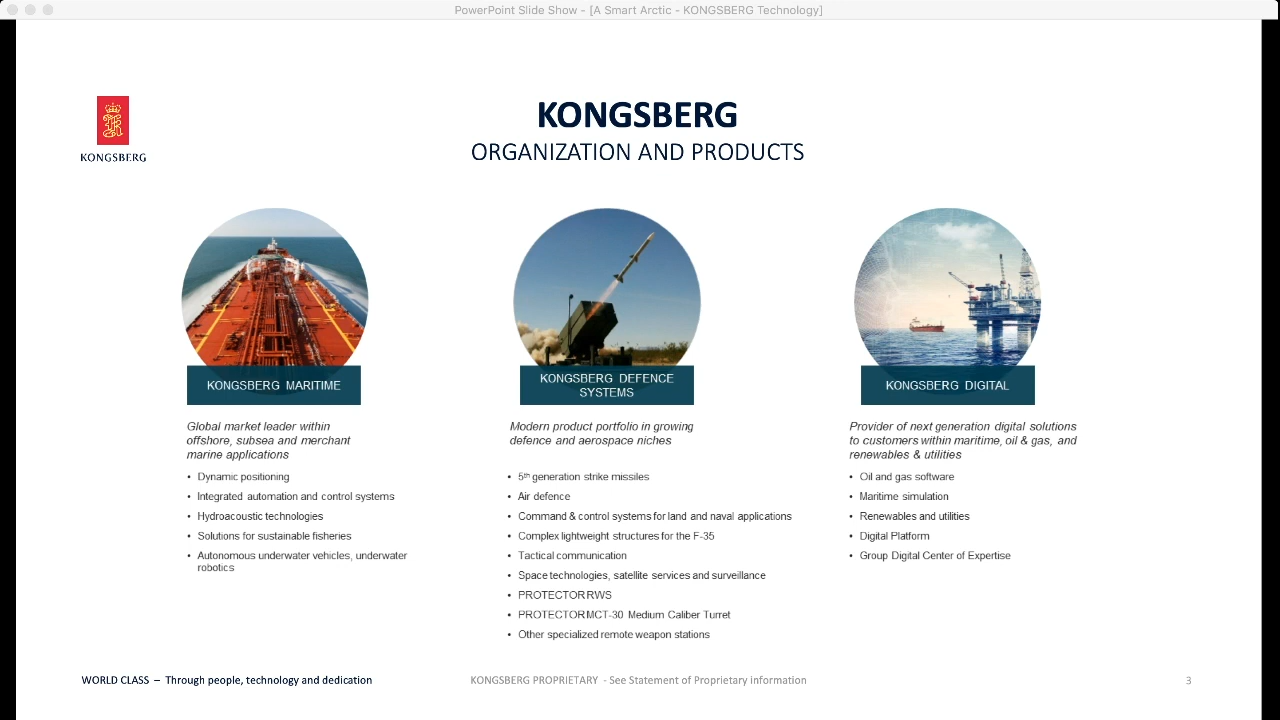 PowerPoint Slide Show - [A Smart Arctic - KONGSBERG Technology]
KONGSBERG
KONGSBERG
ORGANIZATION AND PRODUCTS
KONGSBERG MARITIME
Global market leader within
offshore, subsea and merchant
marine applications
• Dynamic positioning
• Integrated automation and control systems
• Hydroacoustic technologies
• Solutions for sustainable fisheries
• Autonomous underwater vehicles, underwater
robotics
KONGSBERG DEFENCE
SYSTEMS
Modern product portfolio in growing
defence and aerospace niches
• 5th generation strike missiles
• Air defence
• Command & control systems for land and naval applications
• Complex lightweight structures for the F-35
• Tactical communication
• Space technologies, satellite services and surveillance
• PROTECTOR RWS
• PROTECTOR MCT-30 Medium Caliber Turret
• Other specialized remote weapon stations
KONGSBERG DIGITAL
Provider of next generation digital solutions
to customers within maritime, oil & gas, and
renewables & utilities
• Oil and gas software
• Maritime simulation
• Renewables and utilities
• Digital Platform
• Group Digital Center of Expertise
WORLD CLASS – Through people, technology and dedication
KONGSBERG PROPRIETARY - See Statement of Proprietary information
3